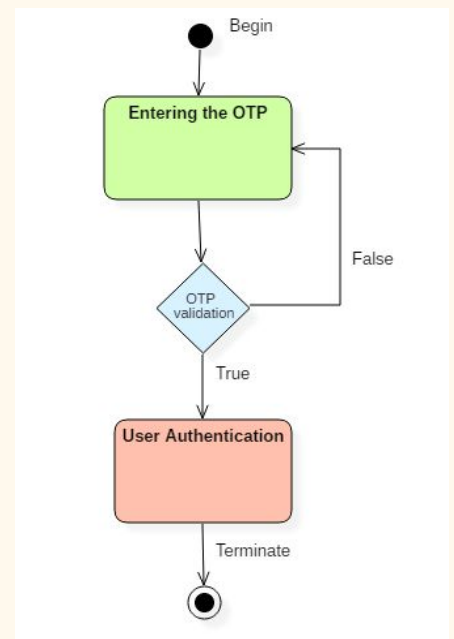 Begin
Entering the OTP
False
OTP
validation
True
User Authentication
Terminate